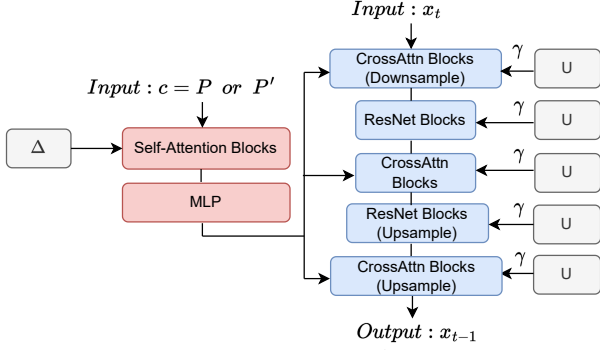 Input : x_t
CrossAttn Blocks
(Downsample)
γ
U
Input : c = P or P′
ResNet Blocks
γ
U
Δ
Self-Attention Blocks
CrossAttn
Blocks
γ
U
MLP
ResNet Blocks
(Upsample)
γ
U
CrossAttn Blocks
(Upsample)
γ
U
Output : x_{t−1}